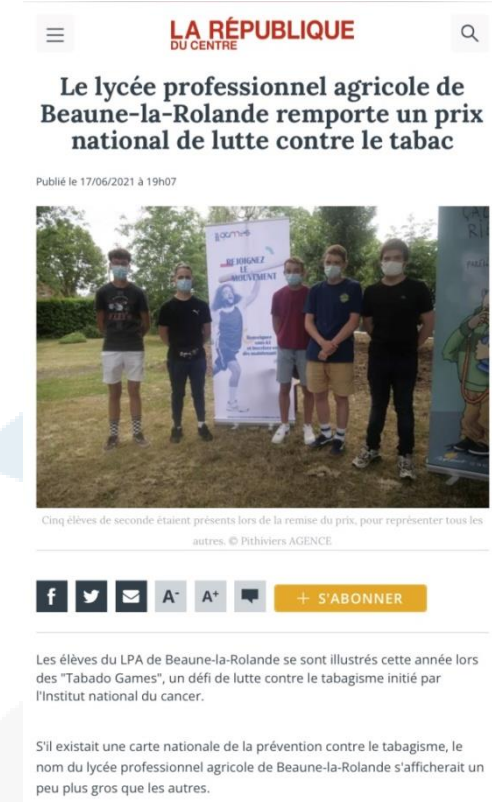 LA RÉPUBLIQUE
DU CENTRE
Le lycée professionnel agricole de
Beaune-la-Rolande remporte un prix
national de lutte contre le tabac
Publié le 17/06/2021 à 19h07
REJOIGNEZ
LE
MOUVEMENT
Cinq élèves de seconde étaient présents lors de la remise du prix, pour représenter tous les
autres. © Pithiviers AGENCE
f
A-
A+
+ S'ABONNER
Les élèves du LPA de Beaune-la-Rolande se sont illustrés cette année lors
des "Tabado Games", un défi de lutte contre le tabagisme initié par
l'Institut national du cancer.
S'il existait une carte nationale de la prévention contre le tabagisme, le
nom du lycée professionnel agricole de Beaune-la-Rolande s'afficherait un
peu plus gros que les autres.